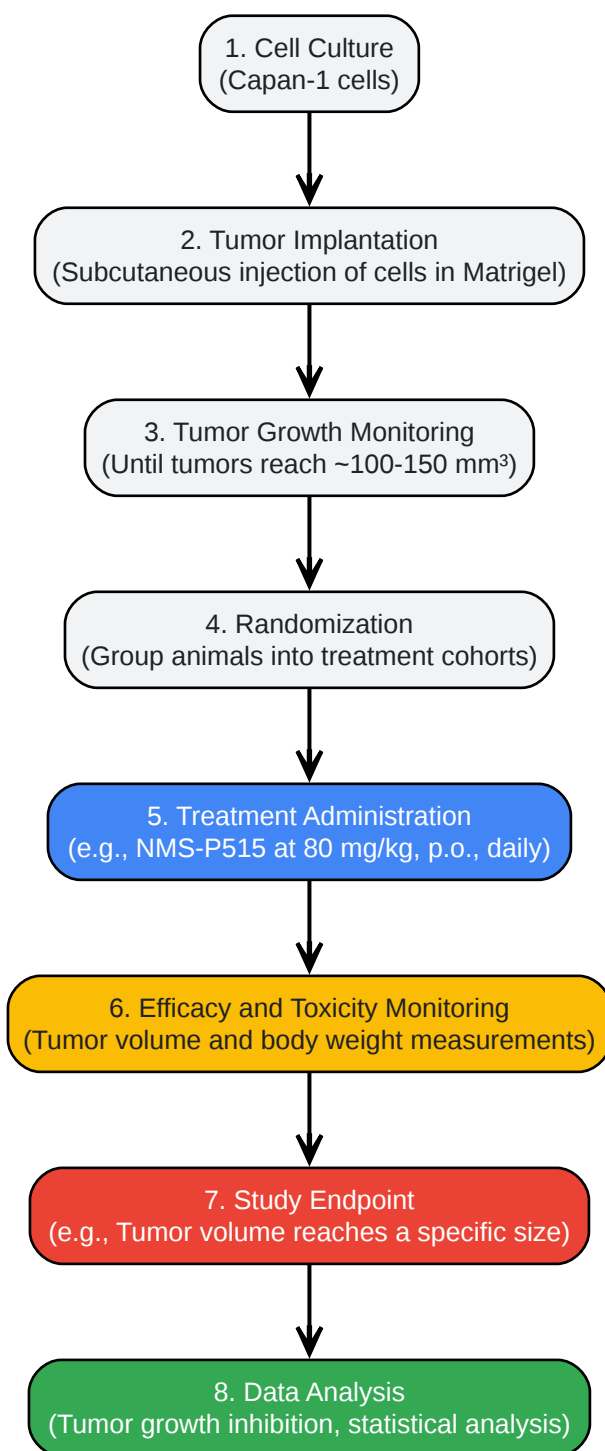 1. Cell Culture
(Capan-1 cells)
2. Tumor Implantation
(Subcutaneous injection of cells in Matrigel)
3. Tumor Growth Monitoring
(Until tumors reach ~100-150 mm³)
4. Randomization
(Group animals into treatment cohorts)
5. Treatment Administration
(e.g., NMS-P515 at 80 mg/kg, p.o., daily)
6. Efficacy and Toxicity Monitoring
(Tumor volume and body weight measurements)
7. Study Endpoint
(e.g., Tumor volume reaches a specific size)
8. Data Analysis
(Tumor growth inhibition, statistical analysis)